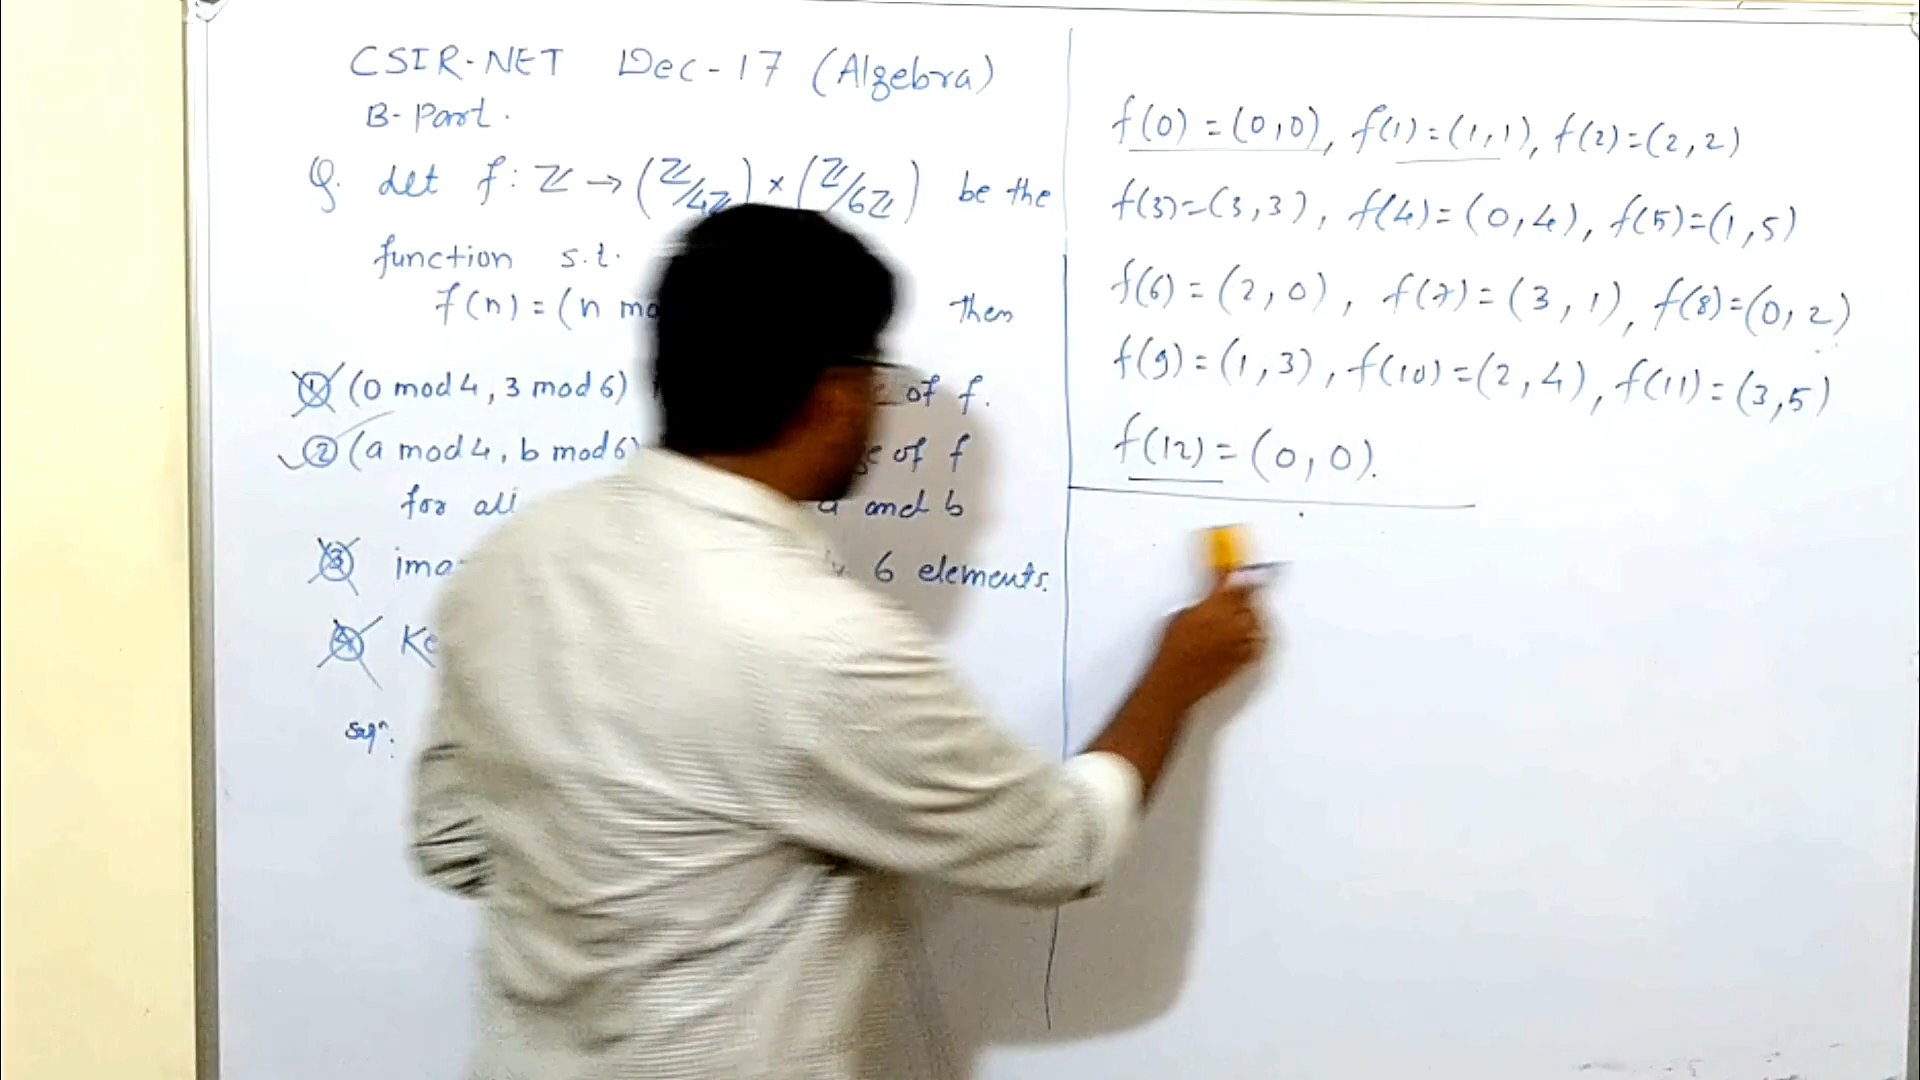 CSIR-NET Dec-17 (Algebra)
B-Part.
Q. Let f: ℤ → (ℤ/4ℤ) × (ℤ/6ℤ) be the
function s.t.
f(n) = (n mo then
① (0 mod 4, 3 mod 6) of f.
② (a mod 4, b mod 6) of f
for all a and b
③ ima 6 elements.
④ Ke
Solⁿ:
f(0) = (0,0), f(1) = (1,1), f(2)=(2,2)
f(3)=(3,3), f(4)=(0,4), f(5)=(1,5)
f(6) = (2,0), f(7) = (3,1), f(8)=(0,2)
f(9) = (1,3), f(10) = (2,4), f(11) = (3,5)
f(12) = (0,0).